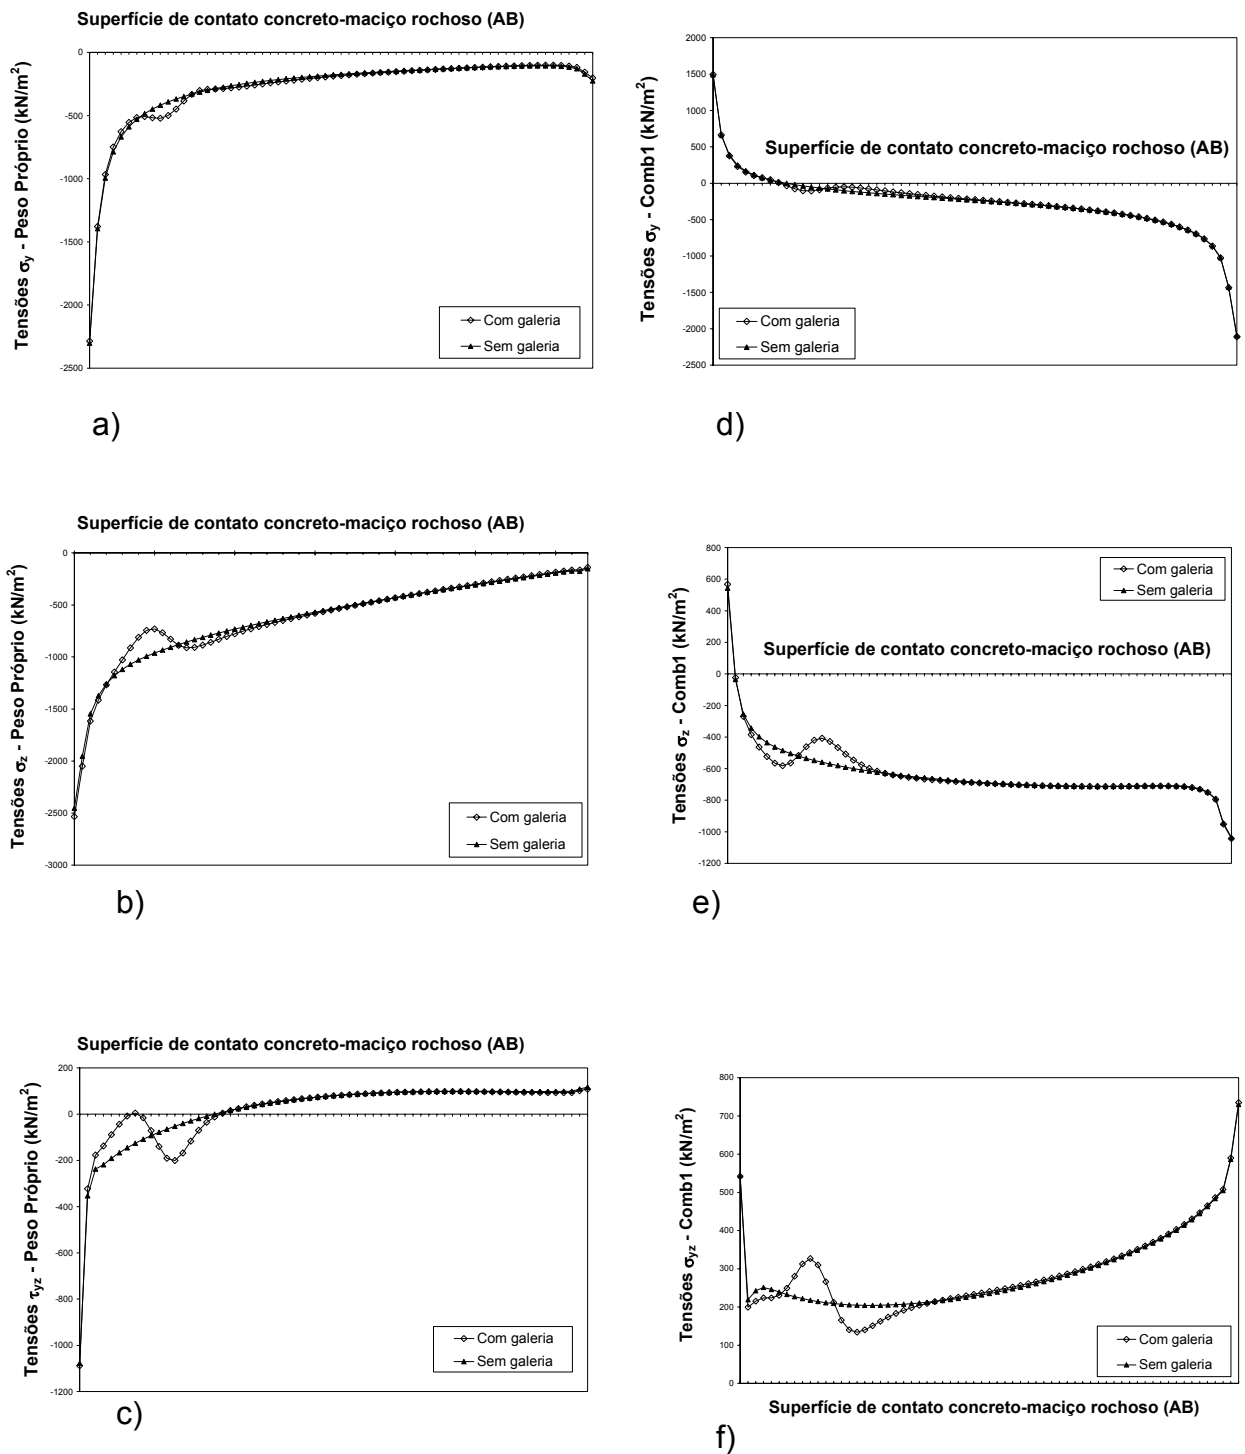 Superfície de contato concreto-maciço rochoso (AB)
Tensões σy - Peso Próprio (kN/m²)
0
-500
-1000
-1500
-2000
-2500
Com galeria
Sem galeria
a)
Tensões σy - Comb1 (kN/m²)
2000
1500
1000
500
0
-500
-1000
-1500
-2000
-2500
Superfície de contato concreto-maciço rochoso (AB)
Com galeria
Sem galeria
d)
Superfície de contato concreto-maciço rochoso (AB)
Tensões σz - Peso Próprio (kN/m²)
0
-500
-1000
-1500
-2000
-2500
-3000
Com galeria
Sem galeria
b)
Tensões σz - Comb1 (kN/m²)
800
600
400
200
0
-200
-400
-600
-800
-1000
-1200
Com galeria
Sem galeria
Superfície de contato concreto-maciço rochoso (AB)
e)
Superfície de contato concreto-maciço rochoso (AB)
Tensões τyz - Peso Próprio (kN/m²)
200
0
-200
-400
-600
-800
-1000
-1200
Com galeria
Sem galeria
c)
Tensões σyz - Comb1 (kN/m²)
800
700
600
500
400
300
200
100
0
Com galeria
Sem galeria
Superfície de contato concreto-maciço rochoso (AB)
f)